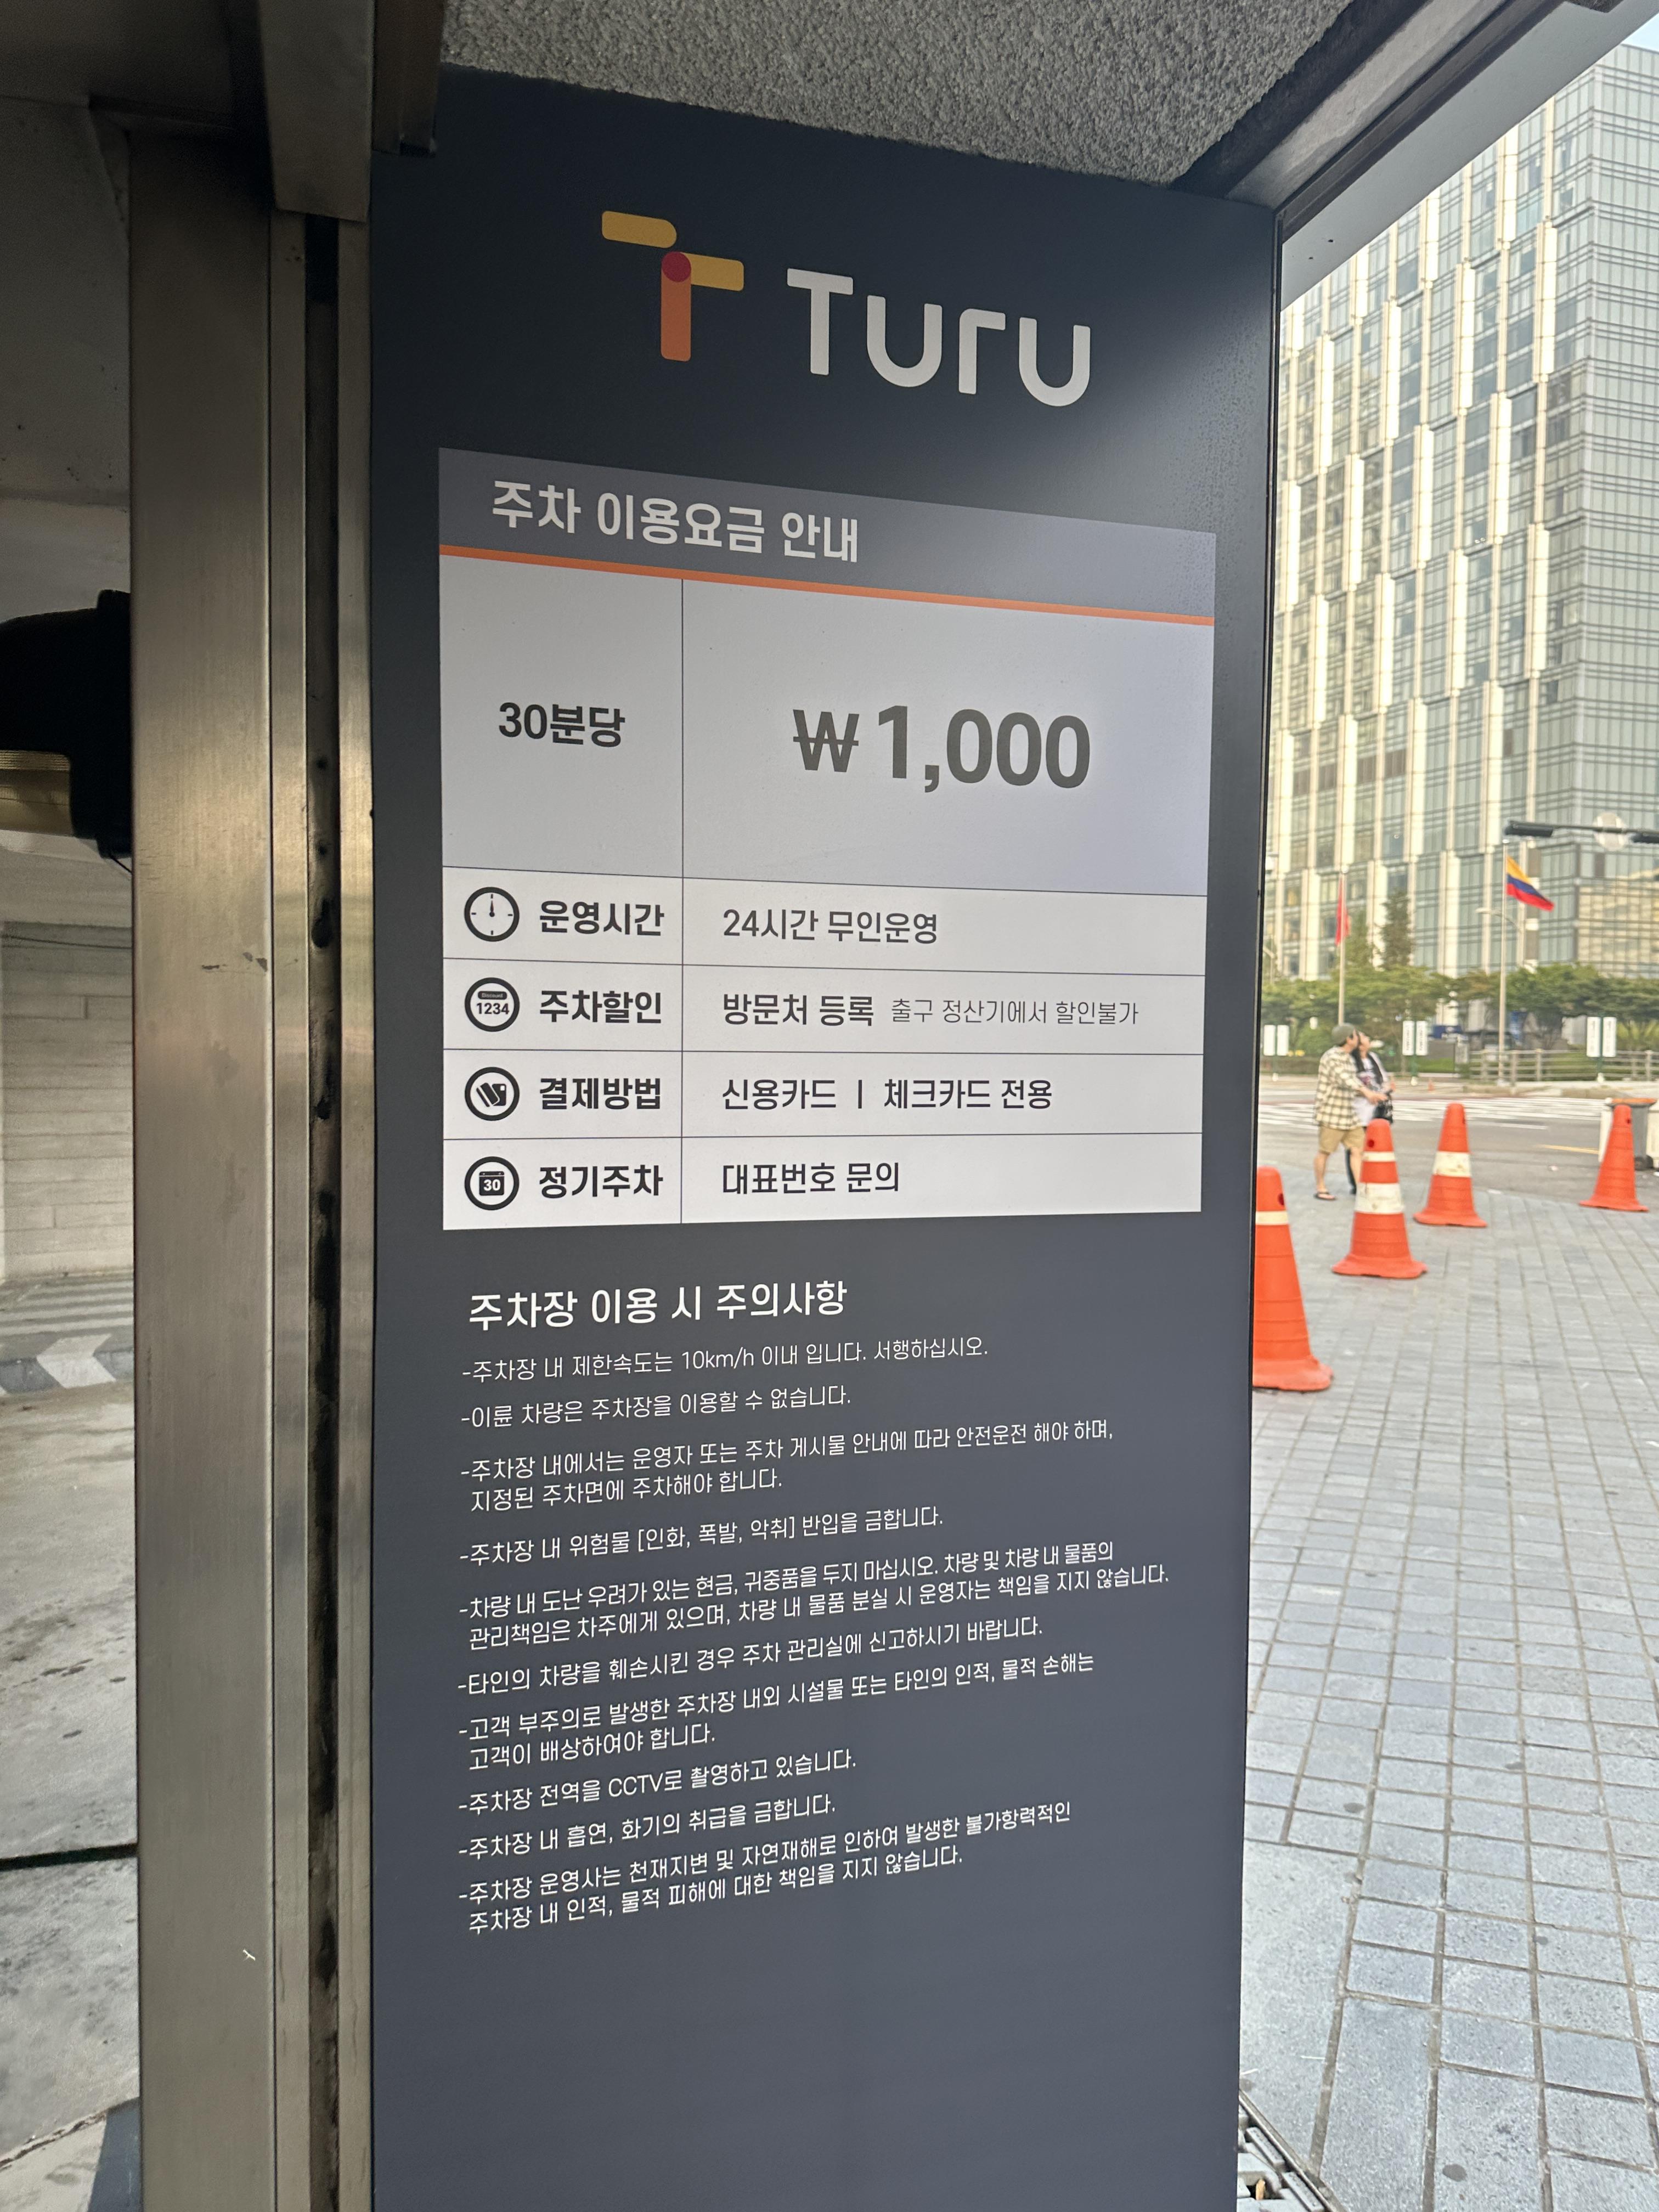 Turu
주차 이용요금 안내
30분당
₩1,000
운영시간
24시간 무인운영
1234
주차할인
방문처 등록 출구 정산기에서 할인불가
결제방법
신용카드 | 체크카드 전용
30
정기주차
대표번호 문의
주차장 이용 시 주의사항
-주차장 내 제한속도는 10km/h 이내 입니다. 서행하십시오.
-이륜 차량은 주차장을 이용할 수 없습니다.
-주차장 내에서는 운영자 또는 주차 게시물 안내에 따라 안전운전 해야 하며,
지정된 주차면에 주차해야 합니다.
-주차장 내 위험물 [인화, 폭발, 악취] 반입을 금합니다.
-차량 내 도난 우려가 있는 현금, 귀중품을 두지 마십시오. 차량 및 차량 내 물품의
관리책임은 차주에게 있으며, 차량 내 물품 분실 시 운영자는 책임을 지지 않습니다.
-타인의 차량을 훼손시킨 경우 주차 관리실에 신고하시기 바랍니다.
-고객 부주의로 발생한 주차장 내외 시설물 또는 타인의 인적, 물적 손해는
고객이 배상하여야 합니다.
-주차장 전역을 CCTV로 촬영하고 있습니다.
-주차장 내 흡연, 화기의 취급을 금합니다.
-주차장 운영사는 천재지변 및 자연재해로 인하여 발생한 불가항력적인
주차장 내 인적, 물적 피해에 대한 책임을 지지 않습니다.